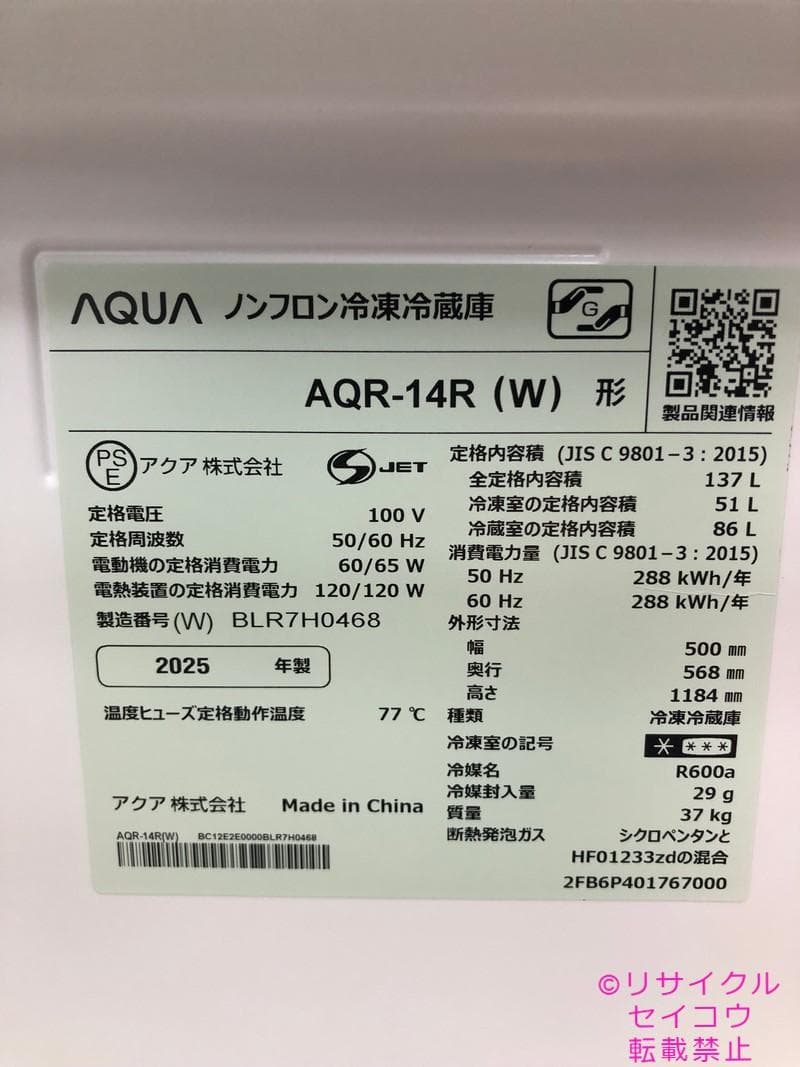 AQUA ノンフロン冷凍冷蔵庫
G
AQR-14R (W) 形
製品関連情報
PS
E
アクア 株式会社
S JET
定格電圧 100 V
定格周波数 50/60 Hz
電動機の定格消費電力 60/65 W
電熱装置の定格消費電力 120/120 W
製造番号(W) BLR7H0468
2025 年製
温度ヒューズ定格動作温度 77 ℃
アクア 株式会社 Made in China
AQR-14R(W) BC12E2E0000BLR7H0468
定格内容積 (JIS C 9801−3：2015)
全定格内容積 137 L
冷凍室の定格内容積 51 L
冷蔵室の定格内容積 86 L
消費電力量 (JIS C 9801−3：2015)
50 Hz 288 kWh/年
60 Hz 288 kWh/年
外形寸法
幅 500 ㎜
奥行 568 ㎜
高さ 1184 ㎜
種類 冷凍冷蔵庫
冷凍室の記号 * ***
冷媒名 R600a
冷媒封入量 29 g
質量 37 kg
断熱発泡ガス シクロペンタンと
HFO1233zdの混合
2FB6P401767000
©リサイクル
セイコウ
転載禁止